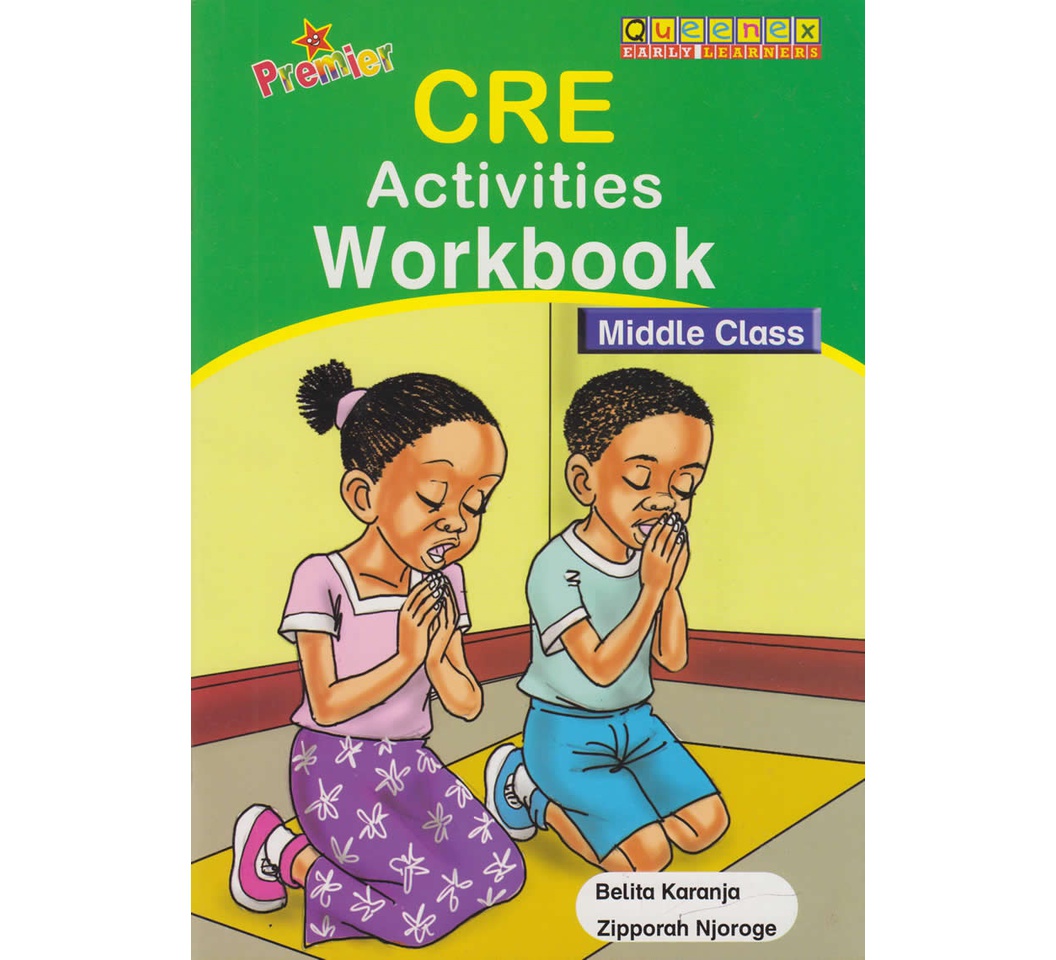 Premier
Queenex
EARLY LEARNERS
CRE
Activities
Workbook
Middle Class
Belita Karanja
Zipporah Njoroge